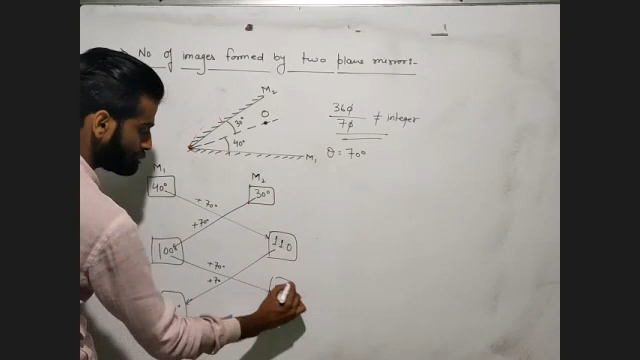 No of images formed by two plane mirror:-
M2
O
30°
40°
M1
360
70
≠ integer
θ = 70°
M1
M2
40°
30°
+70°
+70°
100°
110
+70°
+70